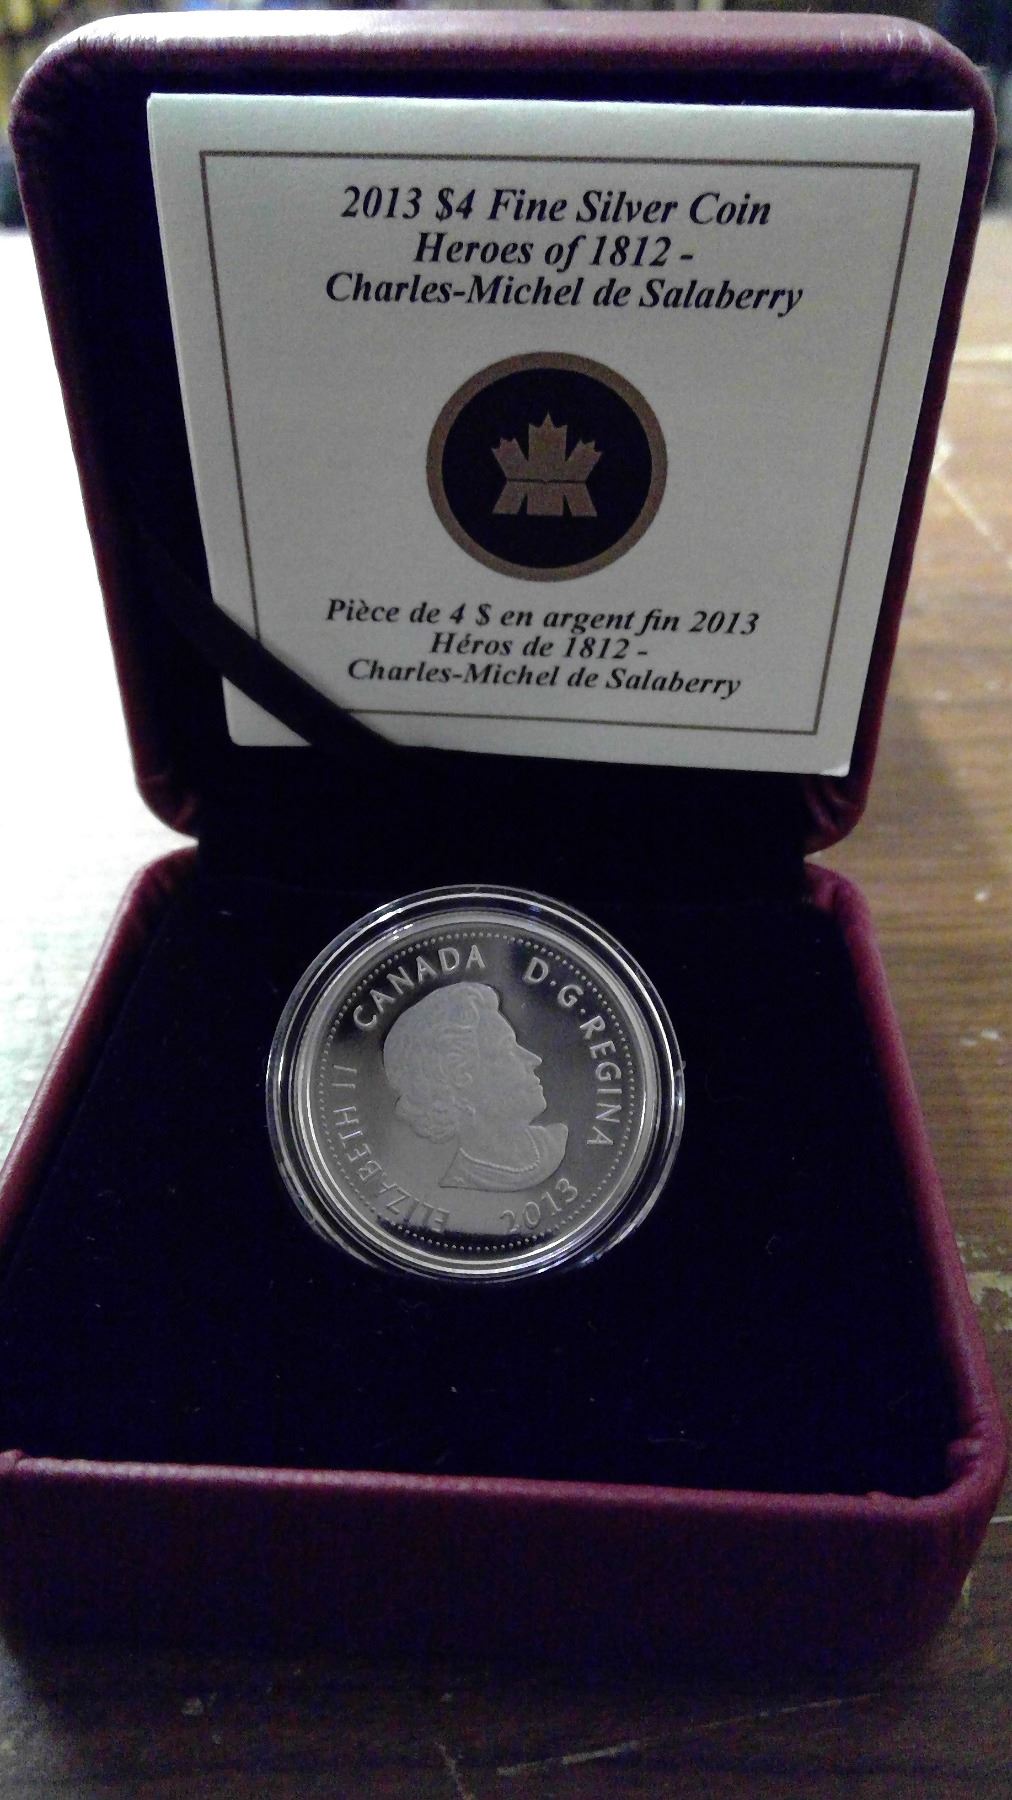 2013 $4 Fine Silver Coin
Heroes of 1812 -
Charles-Michel de Salaberry
Pièce de 4 $ en argent fin 2013
Héros de 1812 -
Charles-Michel de Salaberry
ELIZABETH II CANADA D·G·REGINA
2013